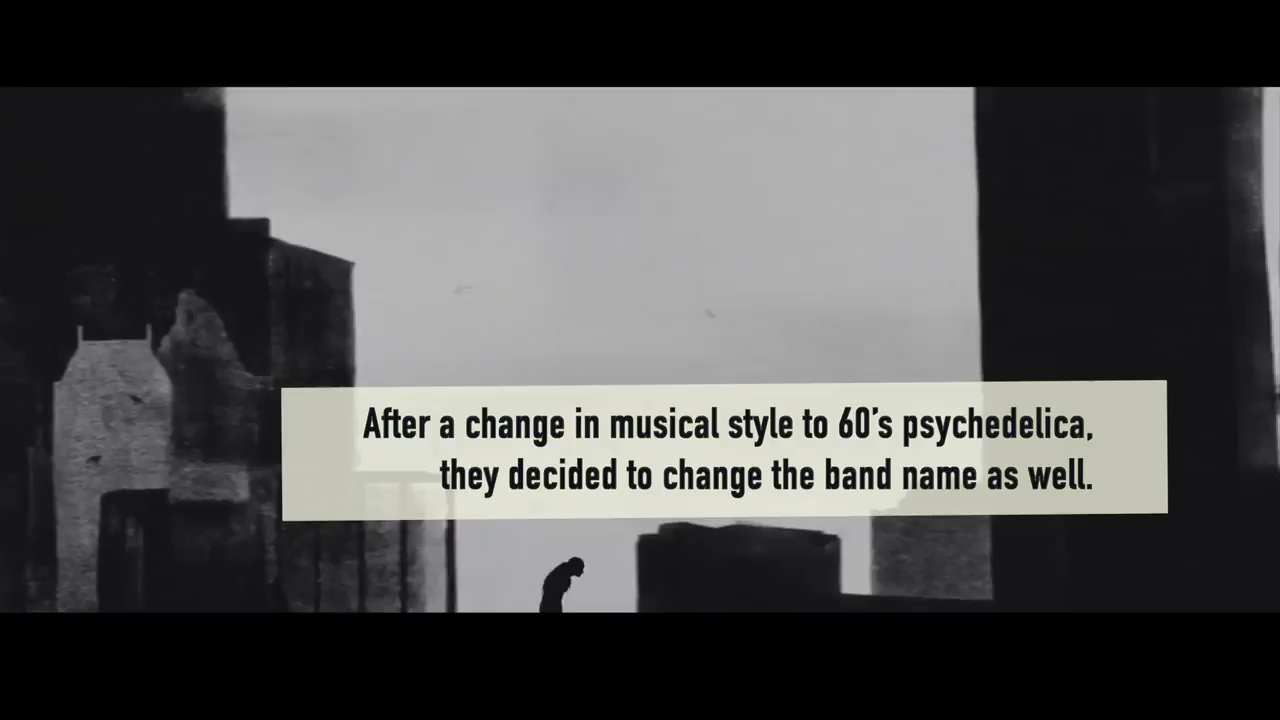 After a change in musical style to 60’s psychedelica,
they decided to change the band name as well.